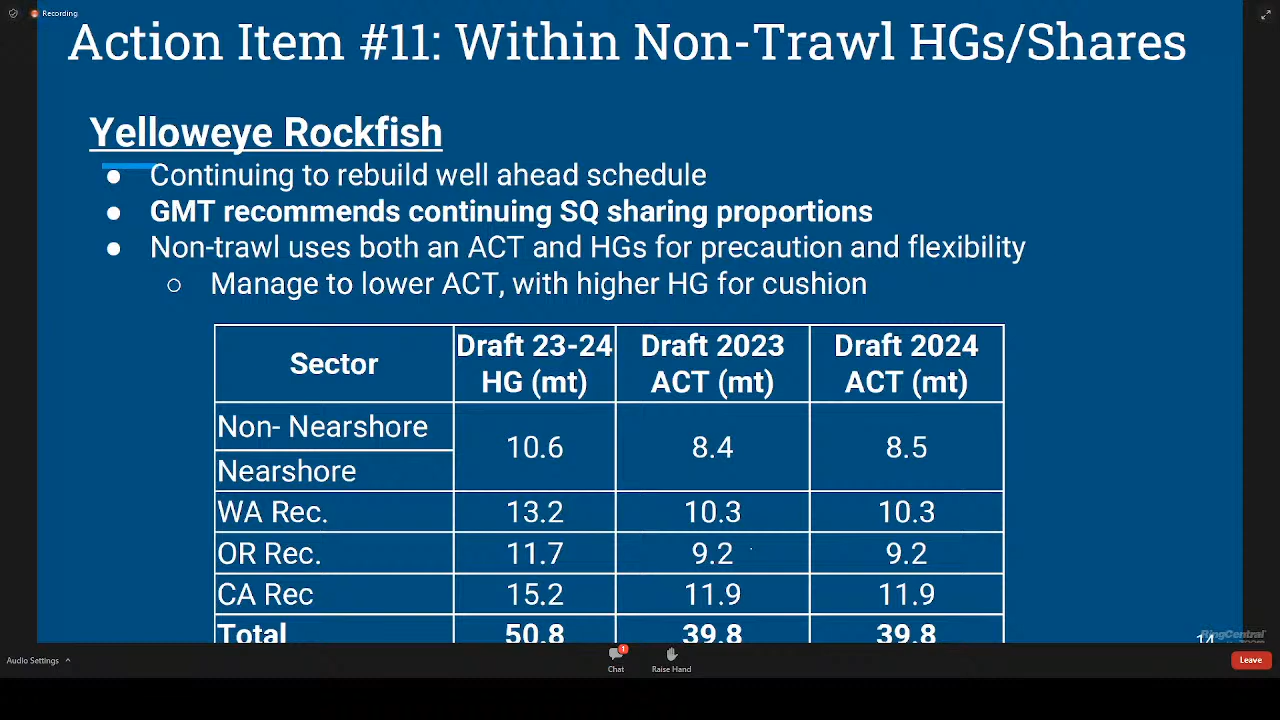 Recording
Action Item #11: Within Non-Trawl HGs/Shares
Yelloweye Rockfish
● Continuing to rebuild well ahead schedule
● GMT recommends continuing SQ sharing proportions
● Non-trawl uses both an ACT and HGs for precaution and flexibility
○ Manage to lower ACT, with higher HG for cushion
Sector Draft 23-24 HG (mt) Draft 2023 ACT (mt) Draft 2024 ACT (mt)
Non- Nearshore 10.6 8.4 8.5
Nearshore
WA Rec. 13.2 10.3 10.3
OR Rec. 11.7 9.2 9.2
CA Rec 15.2 11.9 11.9
Total 50.8 39.8 39.8
14
RingCentral
Audio Settings
1
Chat
Raise Hand
Leave